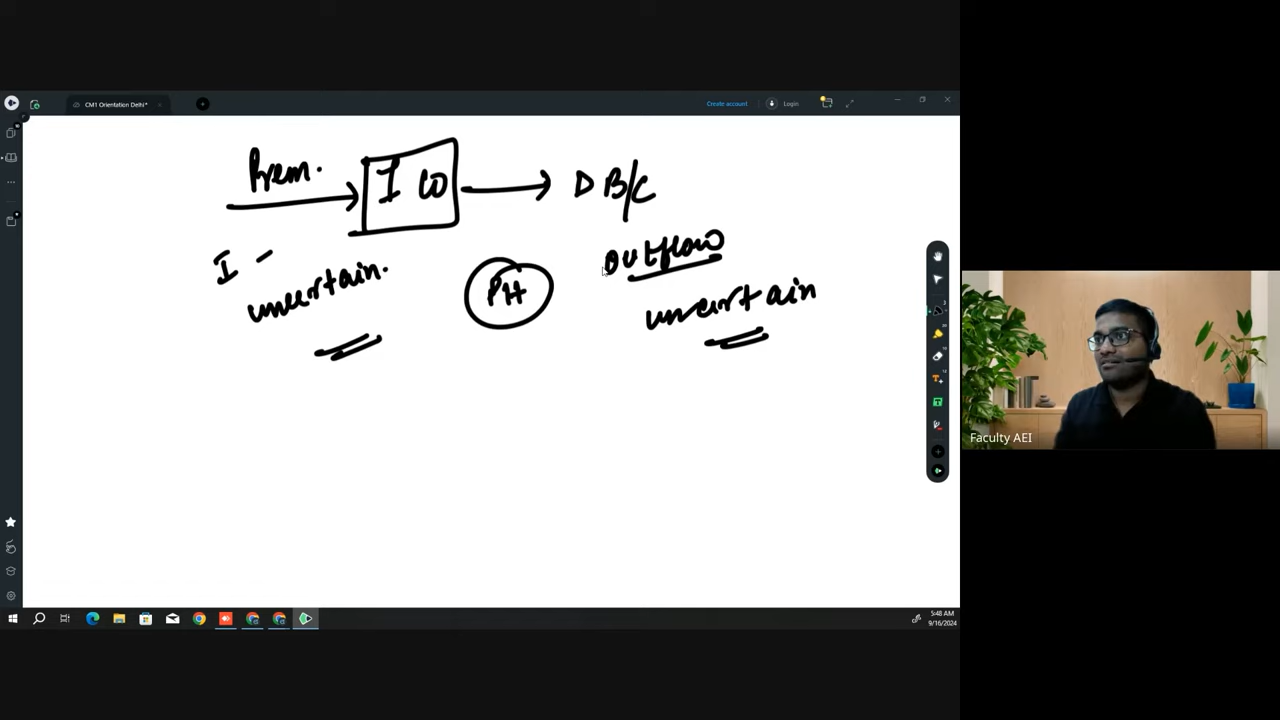 CM1 Orientation Delhi*
Create account
Login
Prem.
I CO
D B/C
I -
uncertain.
PH
outflow
uncertain
Faculty AEI
5:48 AM
9/16/2024